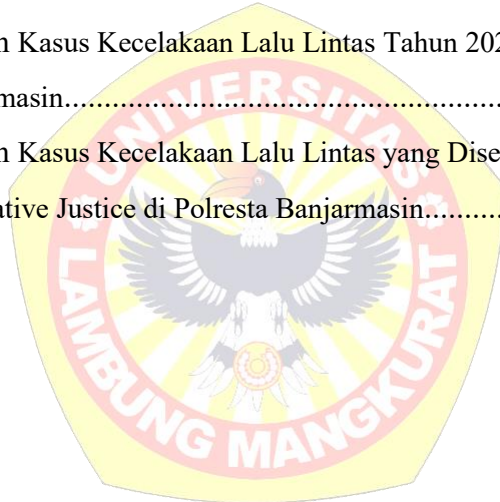 n Kasus Kecelakaan Lalu Lintas Tahun 202
masin..........................................................
n Kasus Kecelakaan Lalu Lintas yang Dise
ative Justice di Polresta Banjarmasin..........
UNIVERSITAS
LAMBUNG MANGKURAT